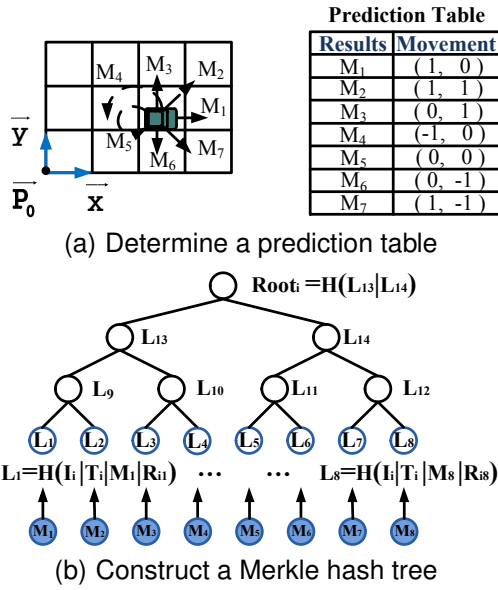 Prediction Table
Results Movement
M1 ( 1, 0 )
M2 ( 1, 1 )
M3 ( 0, 1 )
M4 (-1, 0 )
M5 ( 0, 0 )
M6 ( 0, -1 )
M7 ( 1, -1 )
M4 M3 M2
M1
M5 M6 M7
Y
P0 x
(a) Determine a prediction table
Rooti =H(L13|L14)
L13 L14
L9 L10 L11 L12
L1 L2 L3 L4 L5 L6 L7 L8
L1=H(Ii|Ti|M1|Ri1) ... ... L8=H(Ii|Ti|M8|Ri8)
M1 M2 M3 M4 M5 M6 M7 M8
(b) Construct a Merkle hash tree